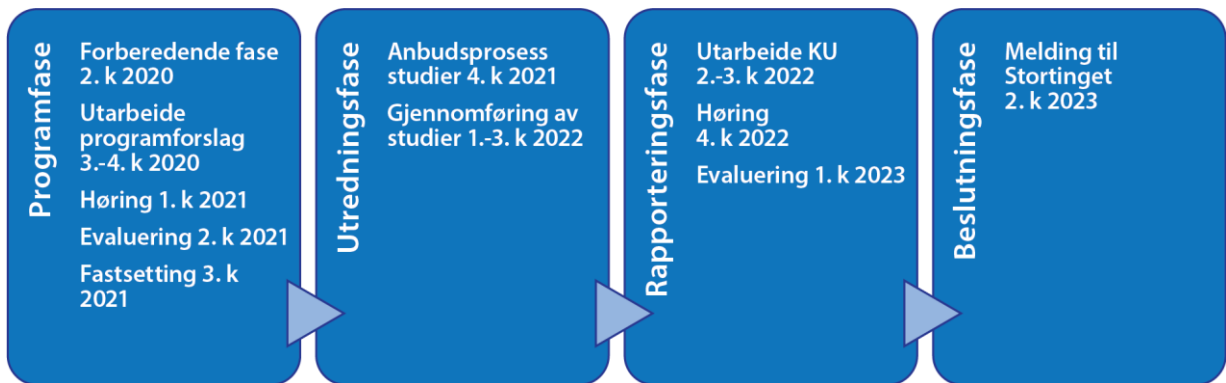 Programfase
Forberedende fase
2. k 2020
Utarbeide
programforslag
3.-4. k 2020
Høring 1. k 2021
Evaluering 2. k 2021
Fastsetting 3. k
2021
Utredningsfase
Anbudsprosess
studier 4. k 2021
Gjennomføring av
studier 1.-3. k 2022
Rapporteringsfase
Utarbeide KU
2.-3. k 2022
Høring
4. k 2022
Evaluering 1. k 2023
Beslutningsfase
Melding til
Stortinget
2. k 2023